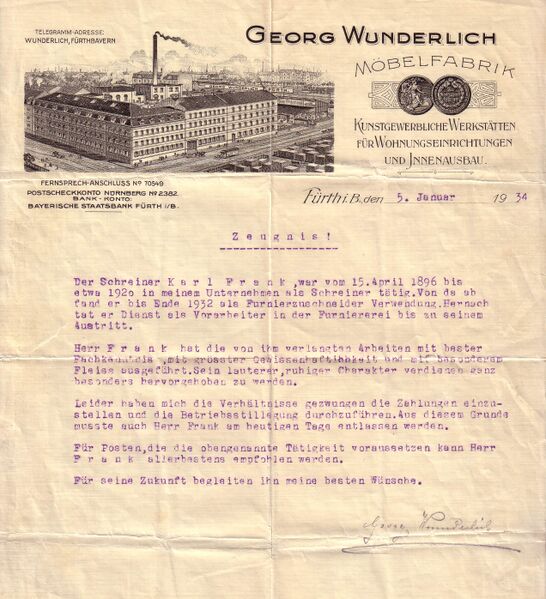 TELEGRAMM-ADRESSE:
WUNDERLICH, FÜRTHBAYERN
GEORG WUNDERLICH
MÖBELFABRIK
KUNSTGEWERBLICHE WERKSTÄTTEN
FÜR WOHNUNGSEINRICHTUNGEN
UND INNENAUSBAU.
FERNSPRECH-ANSCHLUSS Nº 70549
POSTSCHECKKONTO NÜRNBERG Nº 2382.
BANK-KONTO:
BAYERISCHE STAATSBANK FÜRTH i/B.
Fürth i. B. den 5. Januar 1934
Zeugnis!
Der Schreiner Karl Frank, war vom 15.April 1896 bis
etwa 1920 in meinem Unternehmen als Schreiner tätig.Von da ab
fand er bis Ende 1932 als Furnierzuschneider Verwendung.Hernach
tat er Dienst als Vorarbeiter in der Furniererei bis zu seinem
Austritt.
Herr Frank hat die von ihm verlangten Arbeiten mit bester
Fachkenntnis ,mit grösster Gewissenhaftigkeit und mit besonderem
Fleiss ausgeführt.Sein lauterer,ruhiger Charakter verdienen ganz
besonders hervorgehoben zu werden.
Leider haben mich die Verhältnisse gezwungen die Zahlungen einzu-
stellen und die Betriebsstillegung durchzuführen.Aus diesem Grunde
musste auch Herr Frank am heutigen Tage entlassen werden.
Für Posten,die die obengenannte Tätigkeit voraussetzen kann Herr
Frank allerbestens empfohlen werden.
Für seine Zukunft begleiten ihn meine besten Wünsche.
Georg Wunderlich